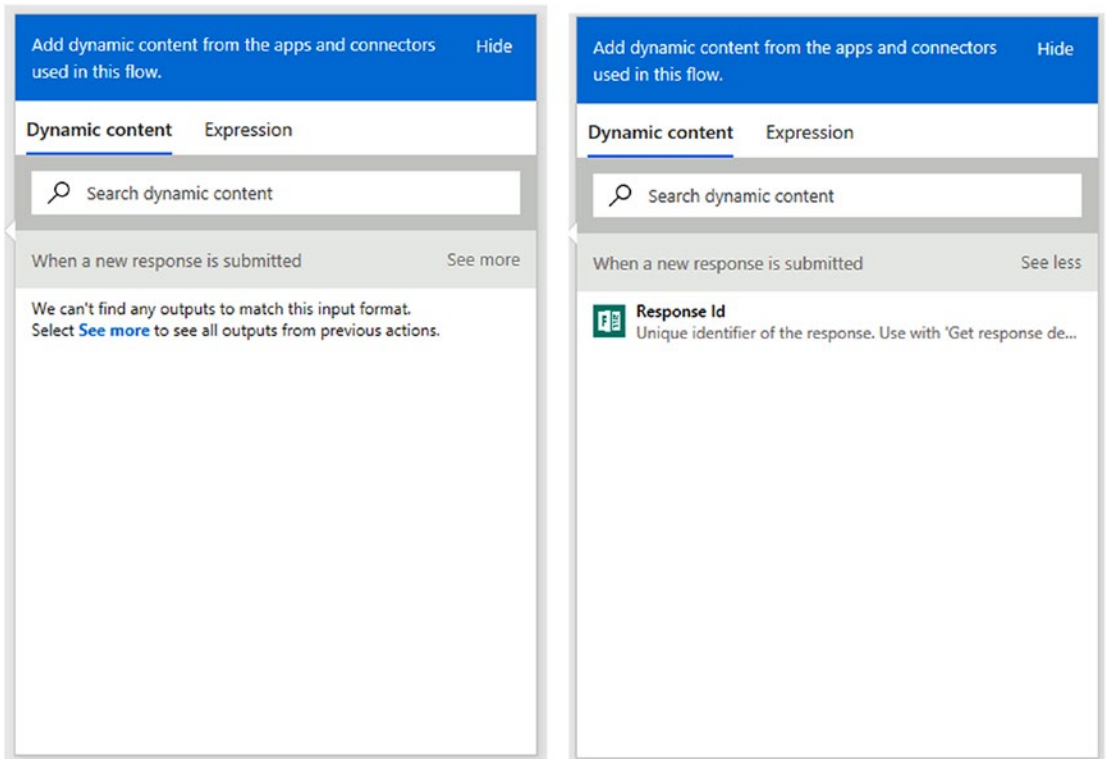 Add dynamic content from the apps and connectors
used in this flow.
Hide
Dynamic content
Expression
Search dynamic content
When a new response is submitted
See more
We can't find any outputs to match this input format.
Select See more to see all outputs from previous actions.
Add dynamic content from the apps and connectors
used in this flow.
Hide
Dynamic content
Expression
Search dynamic content
When a new response is submitted
See less
Response Id
Unique identifier of the response. Use with 'Get response de...